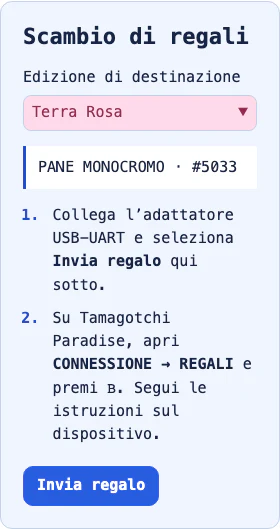 Scambio di regali
Edizione di destinazione
Terra Rosa ▼
PANE MONOCROMO · #5033
1. Collega l’adattatore
USB-UART e seleziona
Invia regalo qui
sotto.
2. Su Tamagotchi
Paradise, apri
CONNESSIONE → REGALI e
premi B. Segui le
istruzioni sul
dispositivo.
Invia regalo